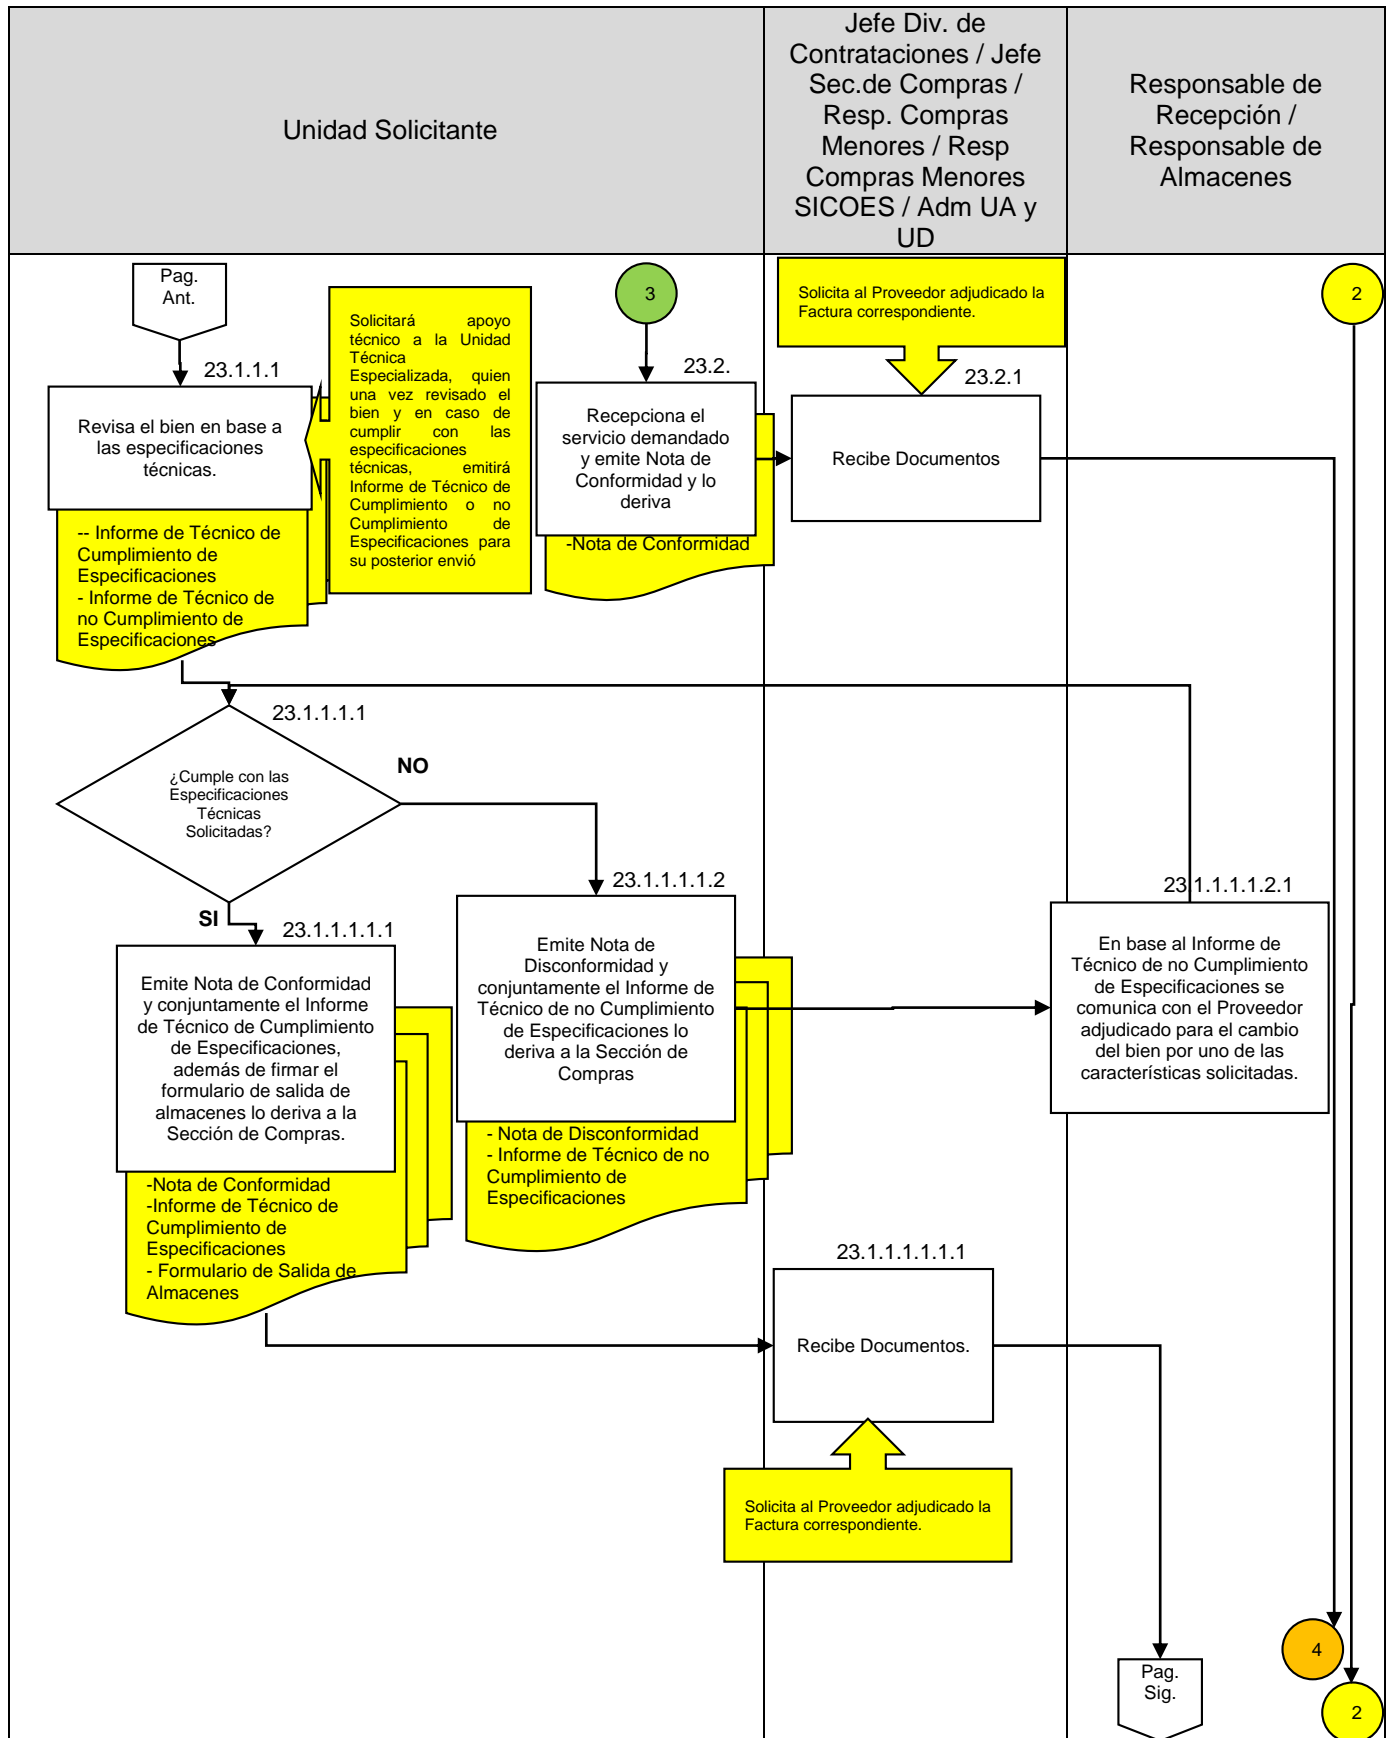 Unidad Solicitante
Jefe Div. de
Contrataciones / Jefe
Sec.de Compras /
Resp. Compras
Menores / Resp
Compras Menores
SICOES / Adm UA y
UD
Responsable de
Recepción /
Responsable de
Almacenes
Pag.
Ant.
23.1.1.1
Revisa el bien en base a
las especificaciones
técnicas.
-- Informe de Técnico de
Cumplimiento de
Especificaciones
- Informe de Técnico de
no Cumplimiento de
Especificaciones
Solicitará apoyo
técnico a la Unidad
Técnica
Especializada, quien
una vez revisado el
bien y en caso de
cumplir con las
especificaciones
técnicas, emitirá
Informe de Técnico de
Cumplimiento o no
Cumplimiento de
Especificaciones para
su posterior envió
3
23.2.
Recepciona el
servicio demandado
y emite Nota de
Conformidad y lo
deriva
-Nota de Conformidad
Solicita al Proveedor adjudicado la
Factura correspondiente.
23.2.1
Recibe Documentos
2
23.1.1.1.1
¿Cumple con las
Especificaciones
Técnicas
Solicitadas?
NO
SI
23.1.1.1.1.2
Emite Nota de
Disconformidad y
conjuntamente el Informe de
Técnico de no Cumplimiento
de Especificaciones lo
deriva a la Sección de
Compras
- Nota de Disconformidad
- Informe de Técnico de no
Cumplimiento de
Especificaciones
23.1.1.1.1.2.1
En base al Informe de
Técnico de no Cumplimiento
de Especificaciones se
comunica con el Proveedor
adjudicado para el cambio
del bien por uno de las
características solicitadas.
23.1.1.1.1.1
Emite Nota de Conformidad
y conjuntamente el Informe
de Técnico de Cumplimiento
de Especificaciones,
además de firmar el
formulario de salida de
almacenes lo deriva a la
Sección de Compras.
-Nota de Conformidad
-Informe de Técnico de
Cumplimiento de
Especificaciones
- Formulario de Salida de
Almacenes
23.1.1.1.1.1.1
Recibe Documentos.
Solicita al Proveedor adjudicado la
Factura correspondiente.
4
Pag.
Sig.
2